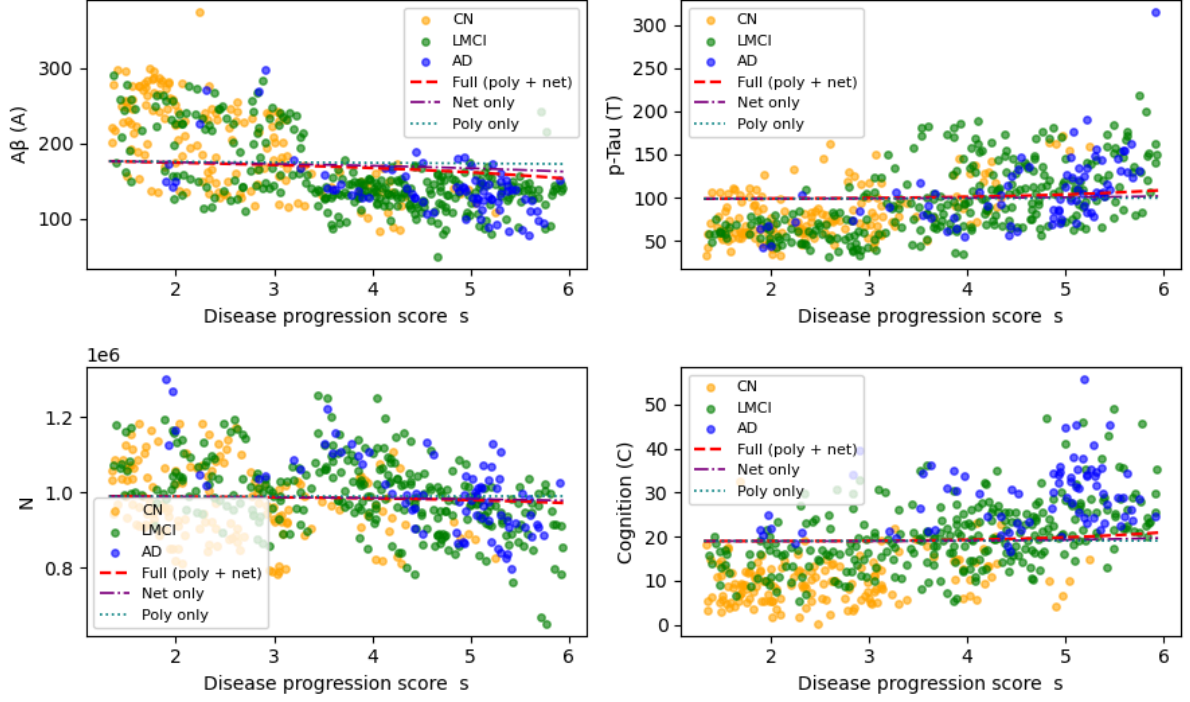 CN
LMCI
AD
Full (poly + net)
Net only
Poly only
300
200
100
Aβ (A)
2
3
4
5
6
Disease progression score s
CN
LMCI
AD
Full (poly + net)
Net only
Poly only
300
250
200
150
100
50
p-Tau (T)
2
3
4
5
6
Disease progression score s
1e6
1.2
1.0
0.8
N
CN
LMCI
AD
Full (poly + net)
Net only
Poly only
2
3
4
5
6
Disease progression score s
CN
LMCI
AD
Full (poly + net)
Net only
Poly only
50
40
30
20
10
0
Cognition (C)
2
3
4
5
6
Disease progression score s